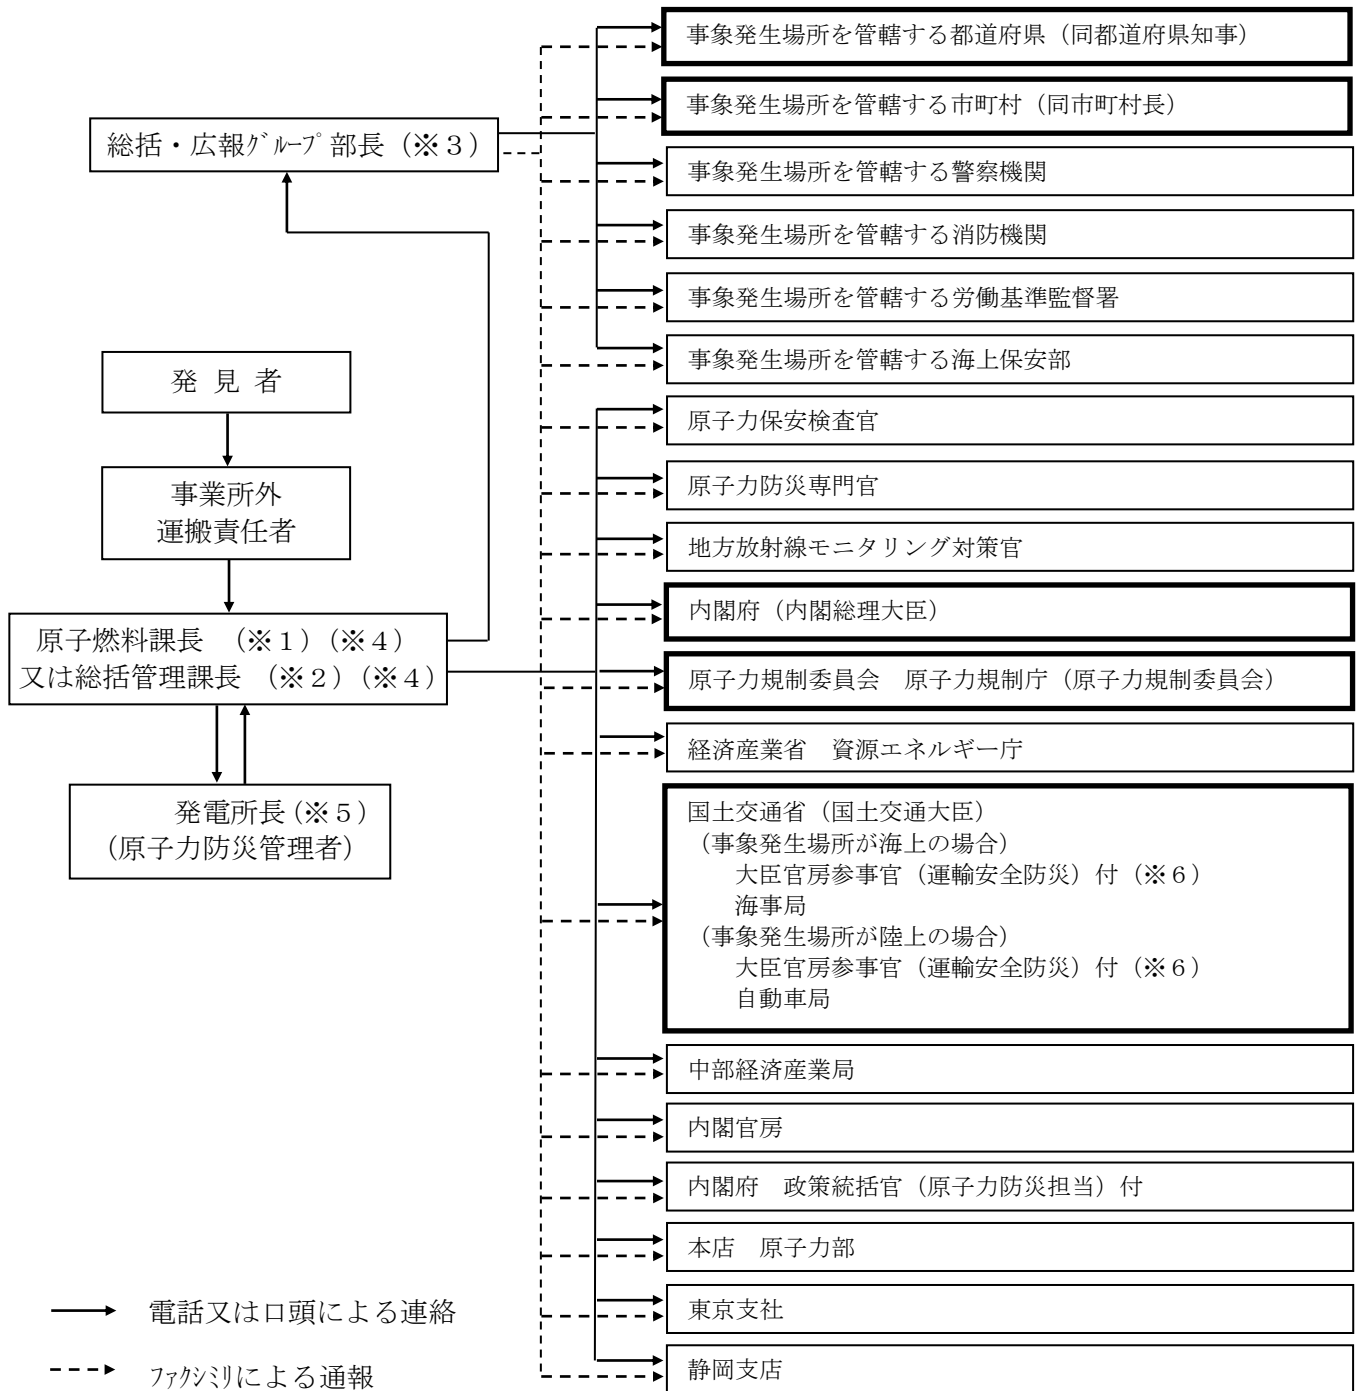 事象発生場所を管轄する都道府県（同都道府県知事）
事象発生場所を管轄する市町村（同市町村長）
総括・広報ｸﾞﾙｰﾌﾟ部長（※３）
事象発生場所を管轄する警察機関
事象発生場所を管轄する消防機関
事象発生場所を管轄する労働基準監督署
事象発生場所を管轄する海上保安部
発 見 者
事業所外
運搬責任者
原子燃料課長　（※１）（※４）
又は総括管理課長　（※２）（※４）
発電所長（※５）
（原子力防災管理者）
原子力保安検査官
原子力防災専門官
地方放射線モニタリング対策官
内閣府（内閣総理大臣）
原子力規制委員会　原子力規制庁（原子力規制委員会）
経済産業省　資源エネルギー庁
国土交通省（国土交通大臣）
（事象発生場所が海上の場合）
大臣官房参事官（運輸安全防災）付（※６）
海事局
（事象発生場所が陸上の場合）
大臣官房参事官（運輸安全防災）付（※６）
自動車局
中部経済産業局
内閣官房
内閣府　政策統括官（原子力防災担当）付
本店　原子力部
東京支社
静岡支店
電話又は口頭による連絡
ﾌｧｸｼﾐﾘによる通報